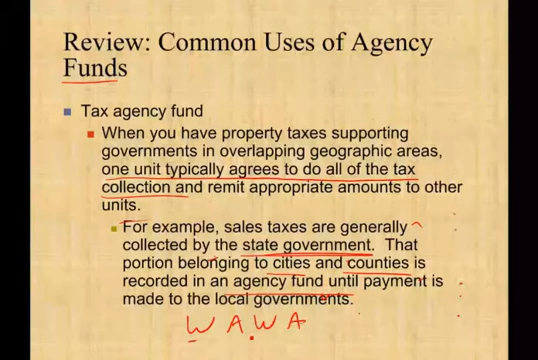 Review: Common Uses of Agency
Funds
Tax agency fund
When you have property taxes supporting
governments in overlapping geographic areas,
one unit typically agrees to do all of the tax
collection and remit appropriate amounts to other
units.
For example, sales taxes are generally
collected by the state government. That
portion belonging to cities and counties is
recorded in an agency fund until payment is
made to the local governments.
WAWA